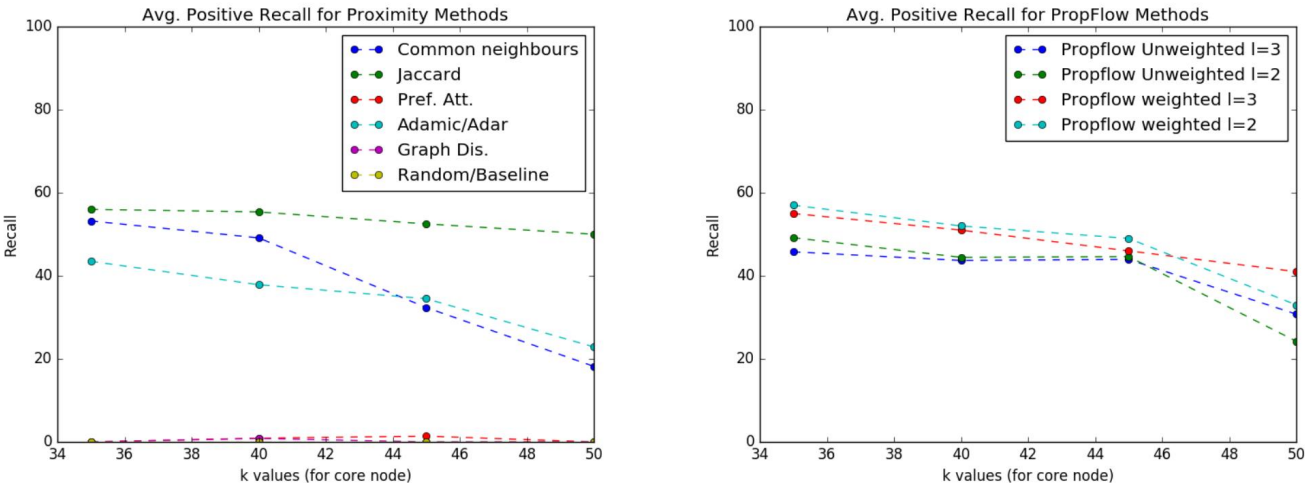 Avg. Positive Recall for Proximity Methods
100
80
60
40
20
0
Recall
Common neighbours
Jaccard
Pref. Att.
Adamic/Adar
Graph Dis.
Random/Baseline
34 36 38 40 42 44 46 48 50
k values (for core node)
Avg. Positive Recall for PropFlow Methods
100
80
60
40
20
0
Recall
Propflow Unweighted l=3
Propflow Unweighted l=2
Propflow weighted l=3
Propflow weighted l=2
34 36 38 40 42 44 46 48 50
k values (for core node)